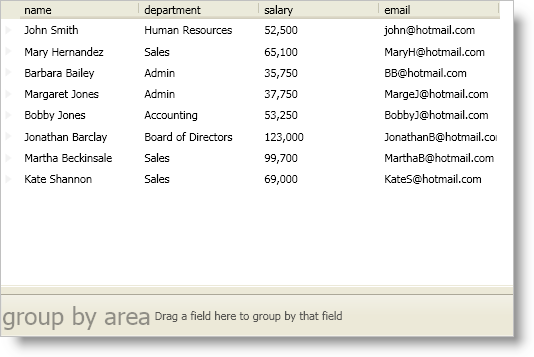 name department salary email
John Smith Human Resources 52,500 john@hotmail.com
Mary Hernandez Sales 65,100 MaryH@hotmail.com
Barbara Bailey Admin 35,750 BB@hotmail.com
Margaret Jones Admin 37,750 MargeJ@hotmail.com
Bobby Jones Accounting 53,250 BobbyJ@hotmail.com
Jonathan Barclay Board of Directors 123,000 JonathanB@hotmail.co
Martha Beckinsale Sales 99,700 MarthaB@hotmail.com
Kate Shannon Sales 69,000 KateS@hotmail.com
group by area Drag a field here to group by that field